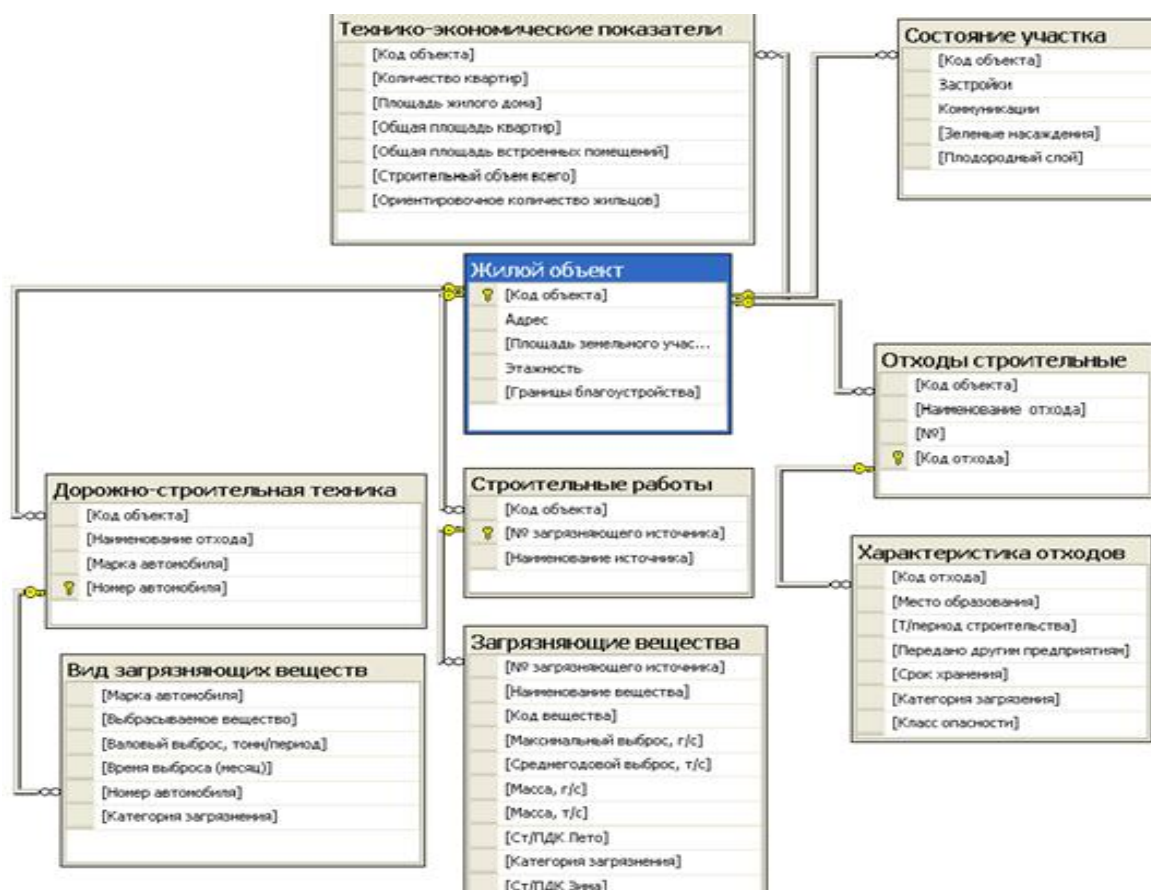 Технико-экономические показатели
[Код объекта]
[Количество квартир]
[Площадь жилого дома]
[Общая площадь квартир]
[Общая площадь встроенных помещений]
[Строительный объем всего]
[Ориентировочное количество жильцов]
Состояние участка
[Код объекта]
Застройки
Коммуникации
[Зеленые насаждения]
[Плодородный слой]
Жилой объект
[Код объекта]
Адрес
[Площадь земельного учас...
Этажность
[Границы благоустройства]
Отходы строительные
[Код объекта]
[Наименование отхода]
[№]
[Код отхода]
Дорожно-строительная техника
[Код объекта]
[Наименование отхода]
[Марка автомобиля]
[Номер автомобиля]
Строительные работы
[Код объекта]
[№ загрязняющего источника]
[Наименование источника]
Характеристика отходов
[Код отхода]
[Место образования]
[Т/период строительства]
[Передано другим предприятиям]
[Срок хранения]
[Категория загрязения]
[Класс опасности]
Вид загрязняющих веществ
[Марка автомобиля]
[Выбрасываемое вещество]
[Валовый выброс, тонн/период]
[Время выброса (месяц)]
[Номер автомобиля]
[Категория загрязнения]
Загрязняющие вещества
[№ загрязняющего источника]
[Наименование вещества]
[Код вещества]
[Максимальный выброс, г/с]
[Среднегодовой выброс, т/с]
[Масса, г/с]
[Масса, т/с]
[Ст/ПДК Лето]
[Категория загрязнения]
[Ст/ПДК Зима]